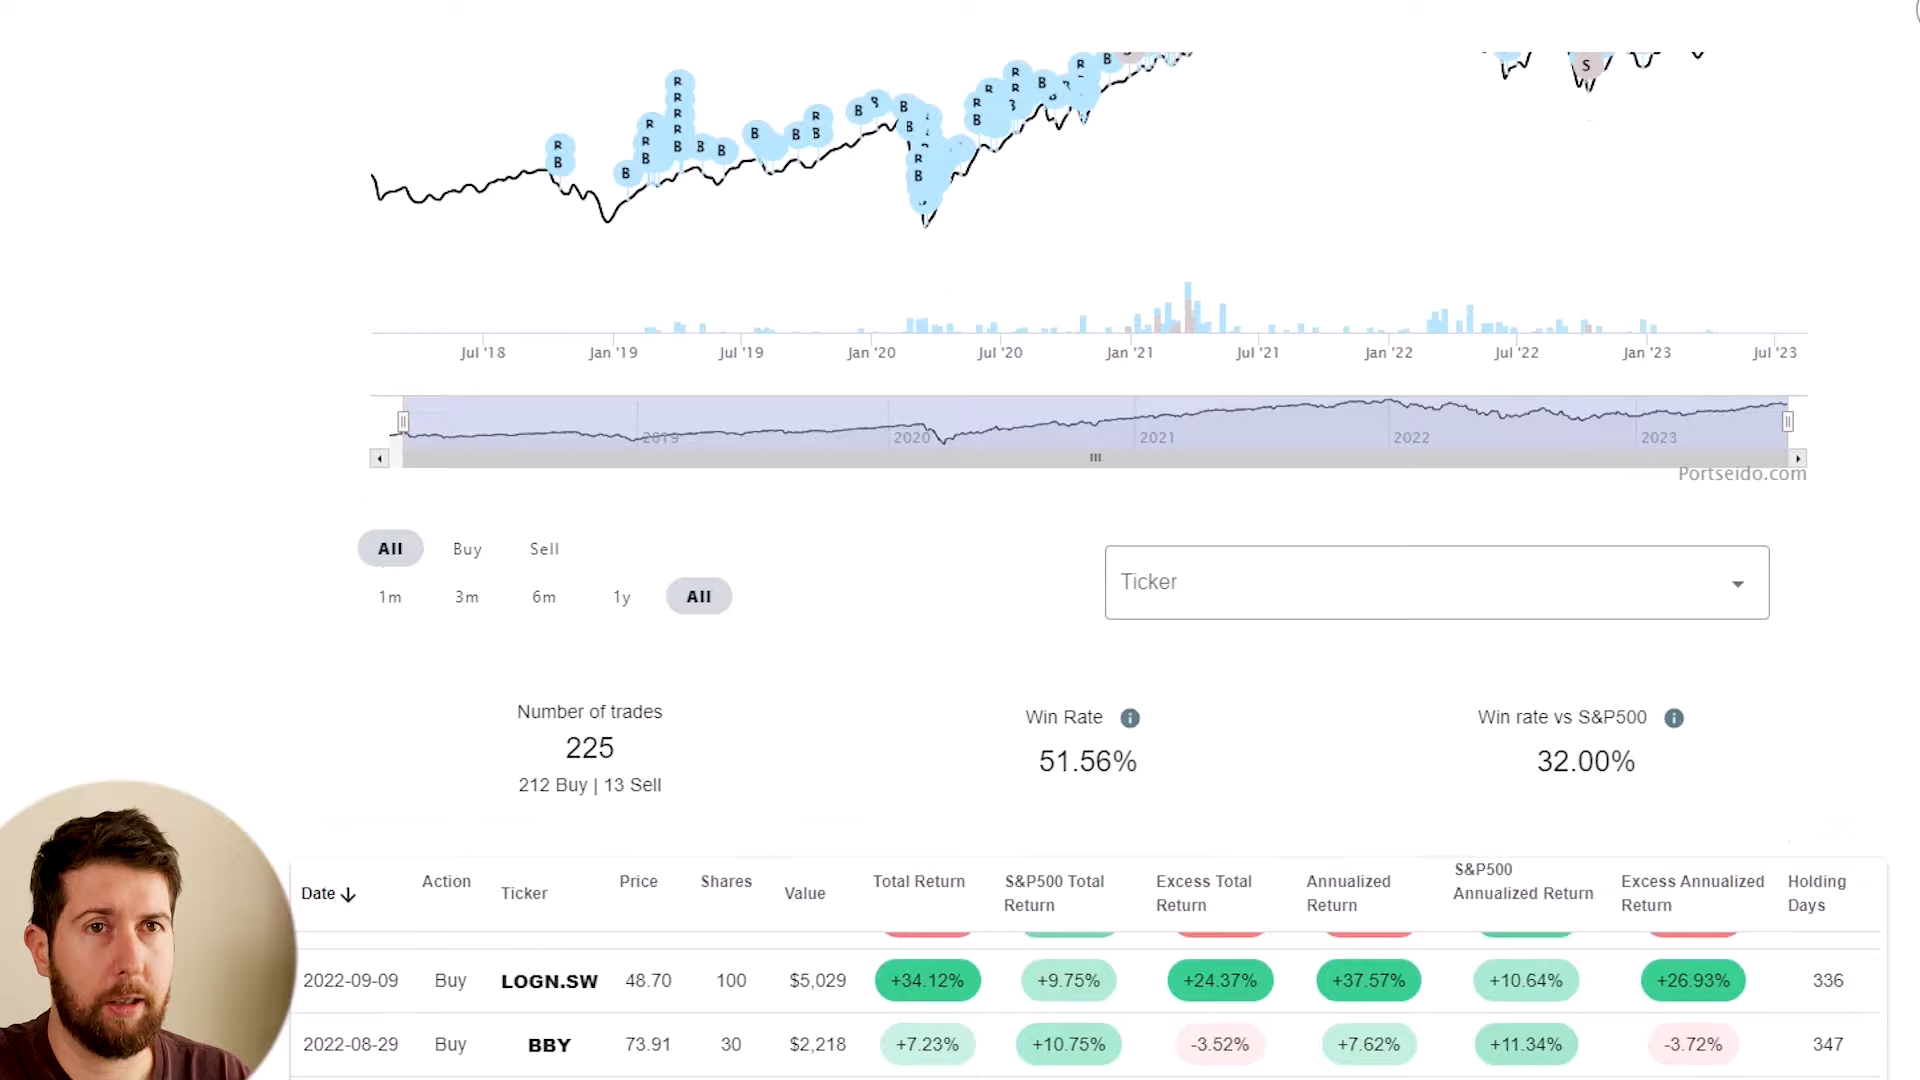 S
R
B
B
R
R
B
R
R
R
R
B
B
B
B
B
R
B
B
B
B
B
R
B
R
B
R
R
R
B
B
R
B
Jul '18
Jan '19
Jul '19
Jan '20
Jul '20
Jan '21
Jul '21
Jan '22
Jul '22
Jan '23
Jul '23
2019
2020
2021
2022
2023
Portseido.com
All Buy Sell
1m 3m 6m 1y All
Ticker
Number of trades
225
212 Buy | 13 Sell
Win Rate
51.56%
Win rate vs S&P500
32.00%
Date Action Ticker Price Shares Value Total Return S&P500 Total Return Excess Total Return Annualized Return S&P500 Annualized Return Excess Annualized Return Holding Days
2022-09-09 Buy LOGN.SW 48.70 100 $5,029 +34.12% +9.75% +24.37% +37.57% +10.64% +26.93% 336
2022-08-29 Buy BBY 73.91 30 $2,218 +7.23% +10.75% -3.52% +7.62% +11.34% -3.72% 347